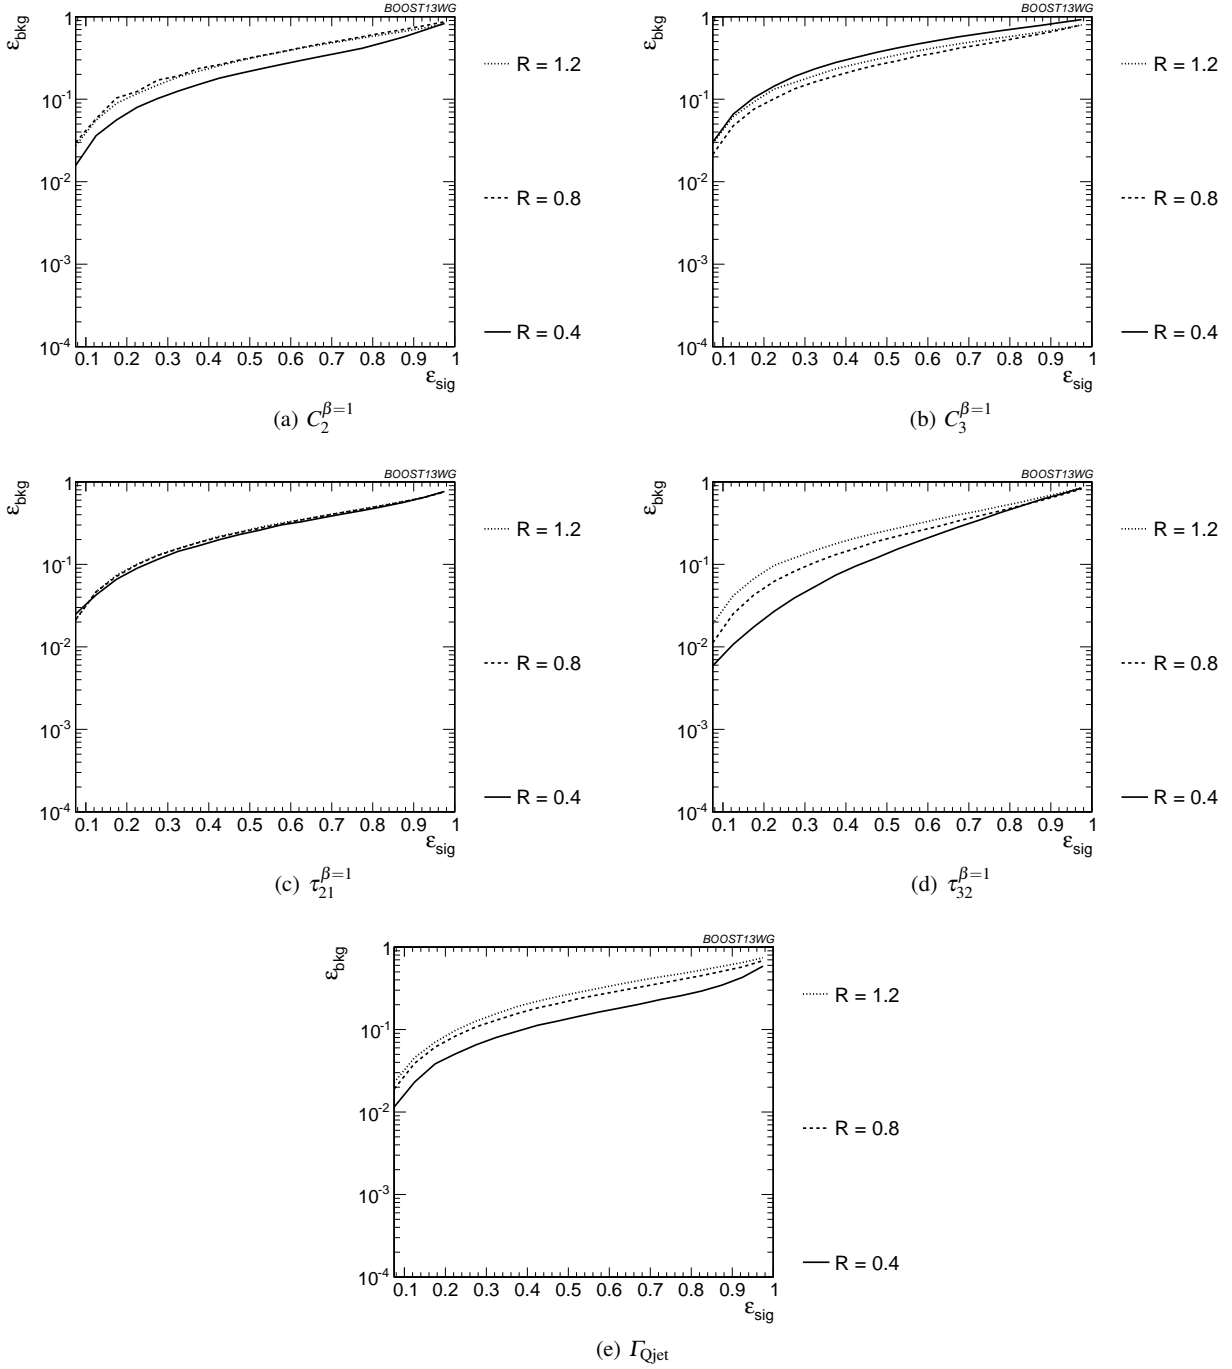 BOOST13WG
ε_bkg
1
10^-1
10^-2
10^-3
10^-4
0.1 0.2 0.3 0.4 0.5 0.6 0.7 0.8 0.9 1
ε_sig
R = 1.2
R = 0.8
R = 0.4
(a) C_2^{β=1}
BOOST13WG
ε_bkg
1
10^-1
10^-2
10^-3
10^-4
0.1 0.2 0.3 0.4 0.5 0.6 0.7 0.8 0.9 1
ε_sig
R = 1.2
R = 0.8
R = 0.4
(b) C_3^{β=1}
BOOST13WG
ε_bkg
1
10^-1
10^-2
10^-3
10^-4
0.1 0.2 0.3 0.4 0.5 0.6 0.7 0.8 0.9 1
ε_sig
R = 1.2
R = 0.8
R = 0.4
(c) τ_{21}^{β=1}
BOOST13WG
ε_bkg
1
10^-1
10^-2
10^-3
10^-4
0.1 0.2 0.3 0.4 0.5 0.6 0.7 0.8 0.9 1
ε_sig
R = 1.2
R = 0.8
R = 0.4
(d) τ_{32}^{β=1}
BOOST13WG
ε_bkg
1
10^-1
10^-2
10^-3
10^-4
0.1 0.2 0.3 0.4 0.5 0.6 0.7 0.8 0.9 1
ε_sig
R = 1.2
R = 0.8
R = 0.4
(e) Γ_Qjet